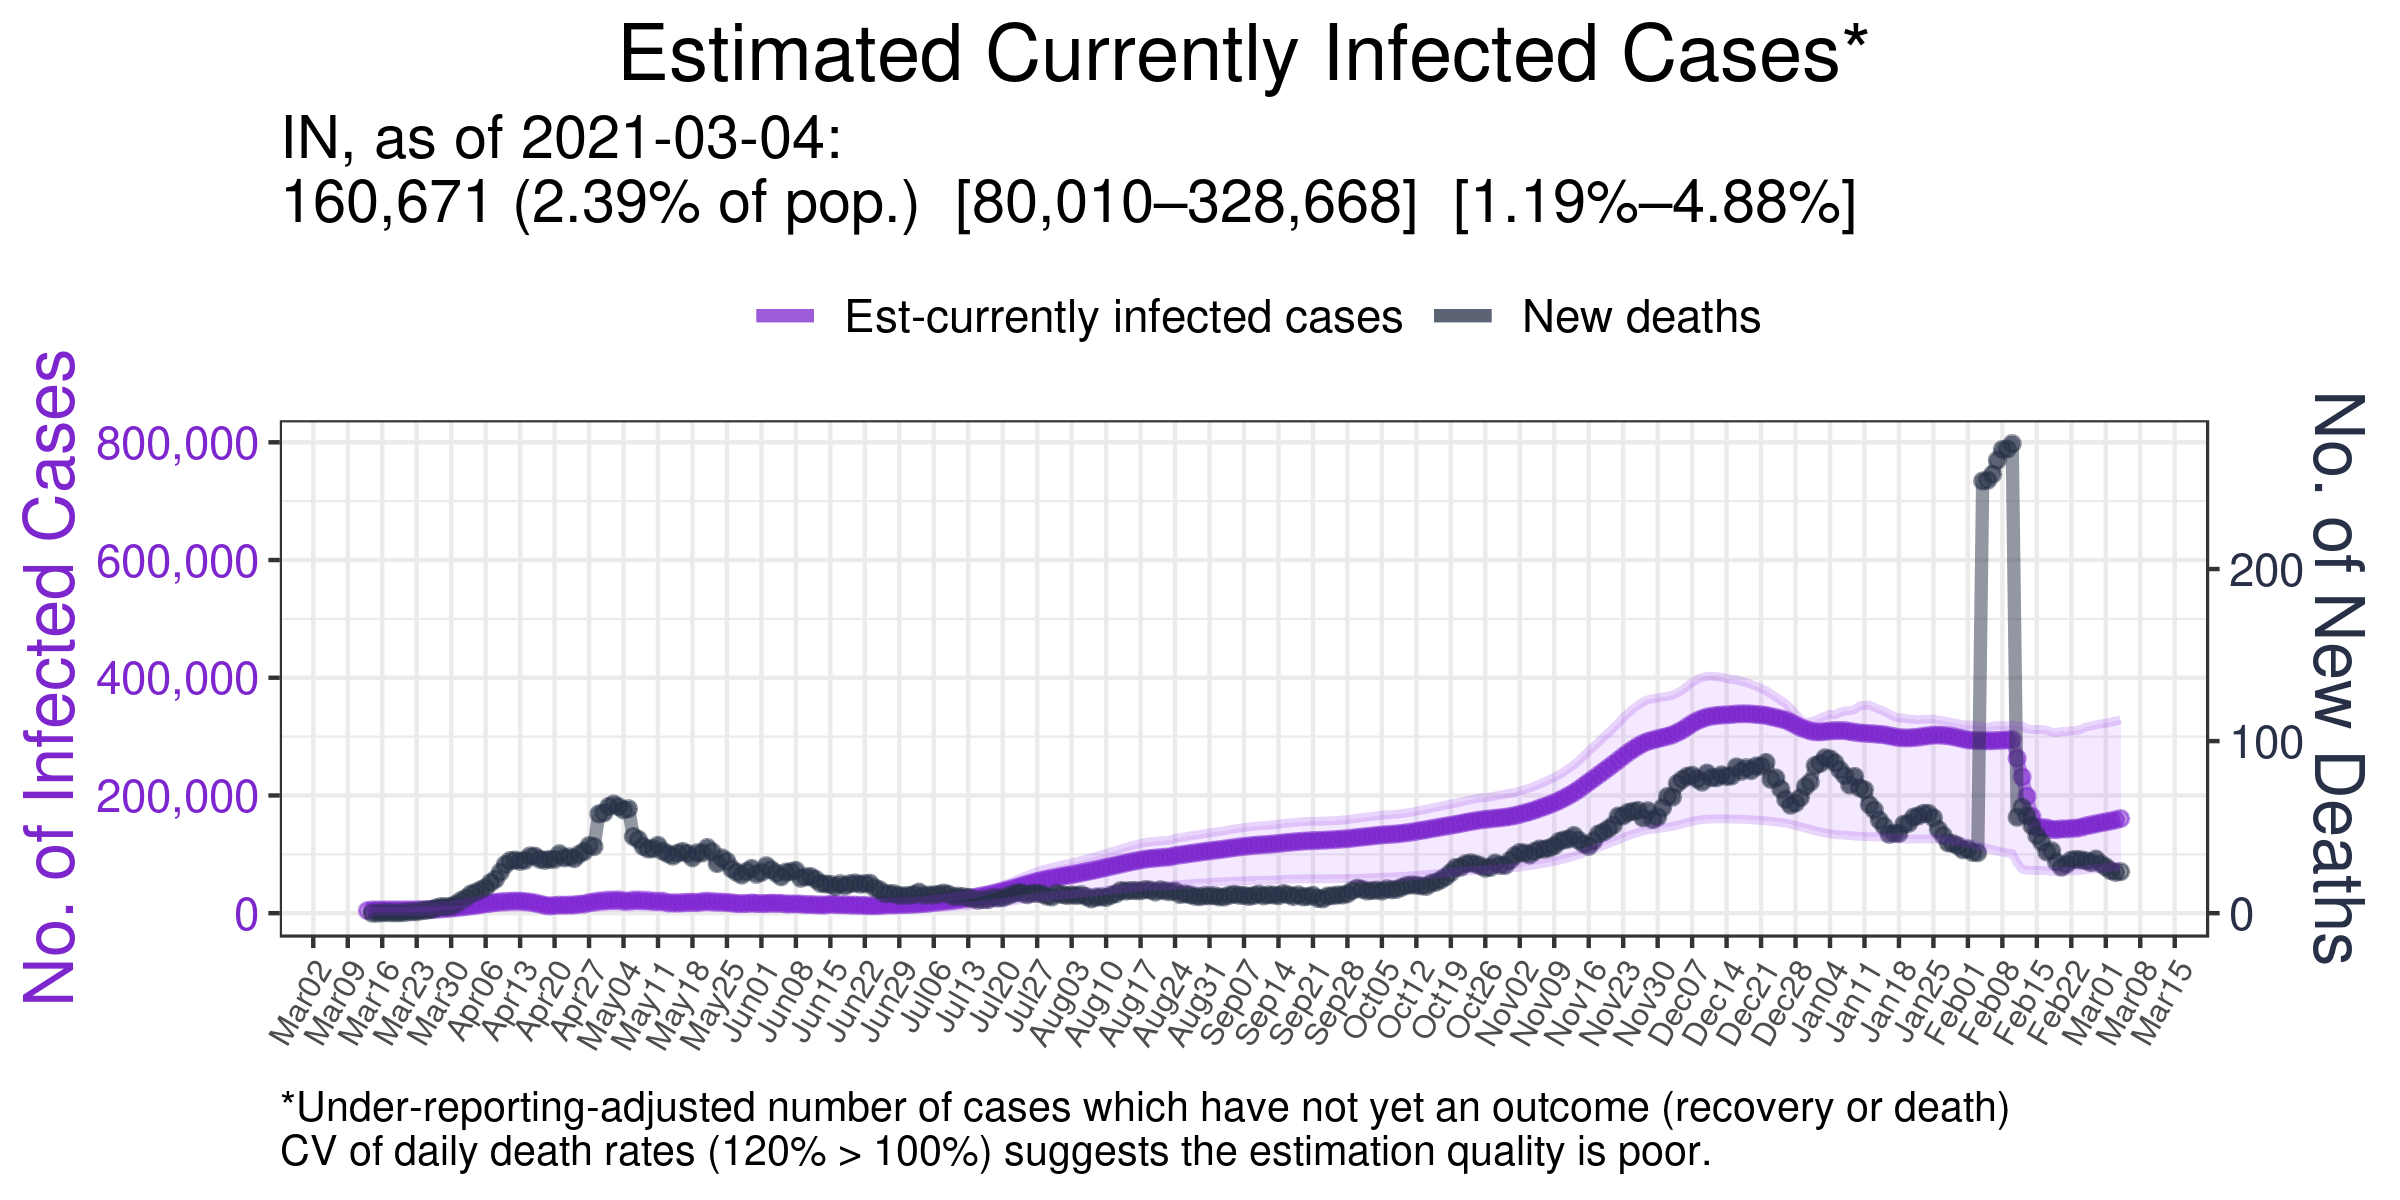 Estimated Currently Infected Cases*
IN, as of 2021-03-04:
160,671 (2.39% of pop.)  [80,010–328,668]  [1.19%–4.88%]
Est-currently infected cases
New deaths
No. of Infected Cases
800,000
600,000
400,000
200,000
0
200
100
0
No. of New Deaths
Mar02
Mar09
Mar16
Mar23
Mar30
Apr06
Apr13
Apr20
Apr27
May04
May11
May18
May25
Jun01
Jun08
Jun15
Jun22
Jun29
Jul06
Jul13
Jul20
Jul27
Aug03
Aug10
Aug17
Aug24
Aug31
Sep07
Sep14
Sep21
Sep28
Oct05
Oct12
Oct19
Oct26
Nov02
Nov09
Nov16
Nov23
Nov30
Dec07
Dec14
Dec21
Dec28
Jan04
Jan11
Jan18
Jan25
Feb01
Feb08
Feb15
Feb22
Mar01
Mar08
Mar15
*Under-reporting-adjusted number of cases which have not yet an outcome (recovery or death)
CV of daily death rates (120% > 100%) suggests the estimation quality is poor.